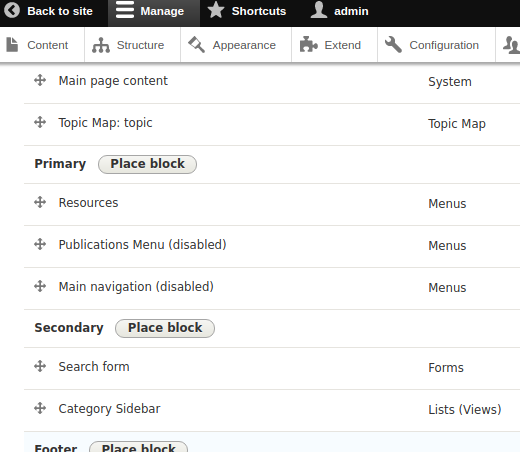 Back to site Manage Shortcuts admin
Content Structure Appearance Extend Configuration
Main page content System
Topic Map: topic Topic Map
Primary Place block
Resources Menus
Publications Menu (disabled) Menus
Main navigation (disabled) Menus
Secondary Place block
Search form Forms
Category Sidebar Lists (Views)
Footer Place block